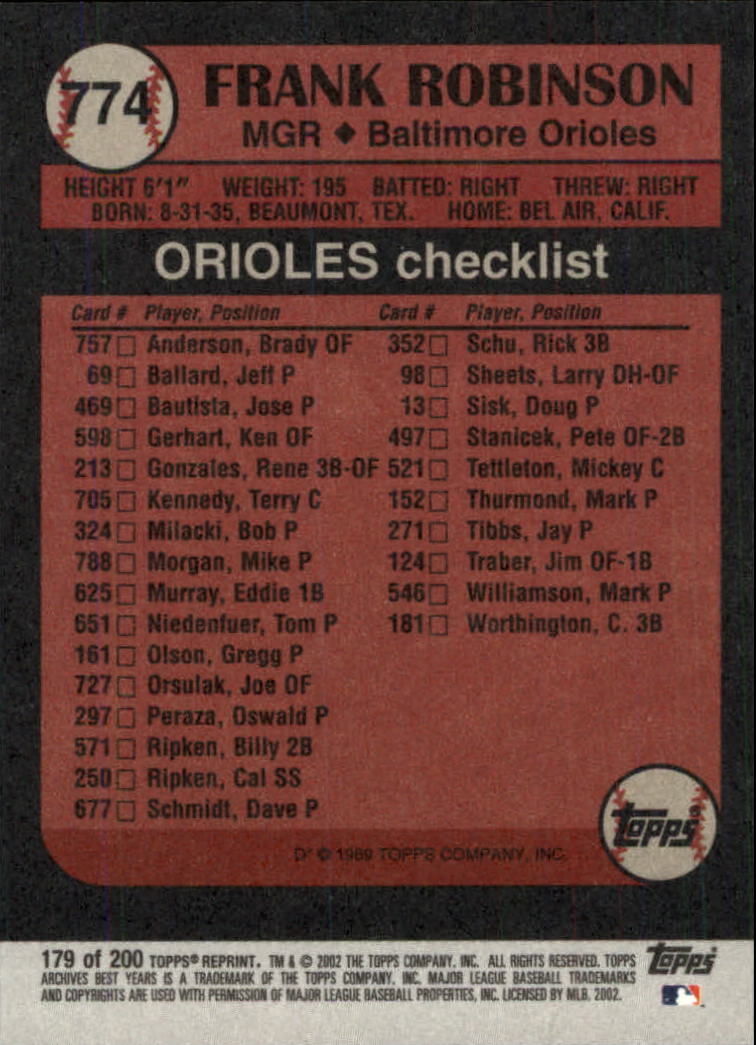 774
FRANK ROBINSON
MGR ◆ Baltimore Orioles
HEIGHT 6'1" WEIGHT: 195 BATTED: RIGHT THREW: RIGHT
BORN: 8-31-35, BEAUMONT, TEX. HOME: BEL AIR, CALIF.
ORIOLES checklist
Card # Player, Position Card # Player, Position
757 □ Anderson, Brady OF 352 □ Schu, Rick 3B
69 □ Ballard, Jeff P 98 □ Sheets, Larry DH-OF
469 □ Bautista, Jose P 13 □ Sisk, Doug P
598 □ Gerhart, Ken OF 497 □ Stanicek, Pete OF-2B
213 □ Gonzales, Rene 3B-OF 521 □ Tettleton, Mickey C
705 □ Kennedy, Terry C 152 □ Thurmond, Mark P
324 □ Milacki, Bob P 271 □ Tibbs, Jay P
788 □ Morgan, Mike P 124 □ Traber, Jim OF-1B
625 □ Murray, Eddie 1B 546 □ Williamson, Mark P
651 □ Niedenfuer, Tom P 181 □ Worthington, C. 3B
161 □ Olson, Gregg P
727 □ Orsulak, Joe OF
297 □ Peraza, Oswald P
571 □ Ripken, Billy 2B
250 □ Ripken, Cal SS
677 □ Schmidt, Dave P
topps®
D* © 1989 TOPPS COMPANY, INC.
179 of 200 TOPPS® REPRINT. TM & © 2002 THE TOPPS COMPANY, INC. ALL RIGHTS RESERVED. TOPPS
ARCHIVES BEST YEARS IS A TRADEMARK OF THE TOPPS COMPANY, INC. MAJOR LEAGUE BASEBALL TRADEMARKS
AND COPYRIGHTS ARE USED WITH PERMISSION OF MAJOR LEAGUE BASEBALL PROPERTIES, INC. LICENSED BY MLB, 2002.
topps®